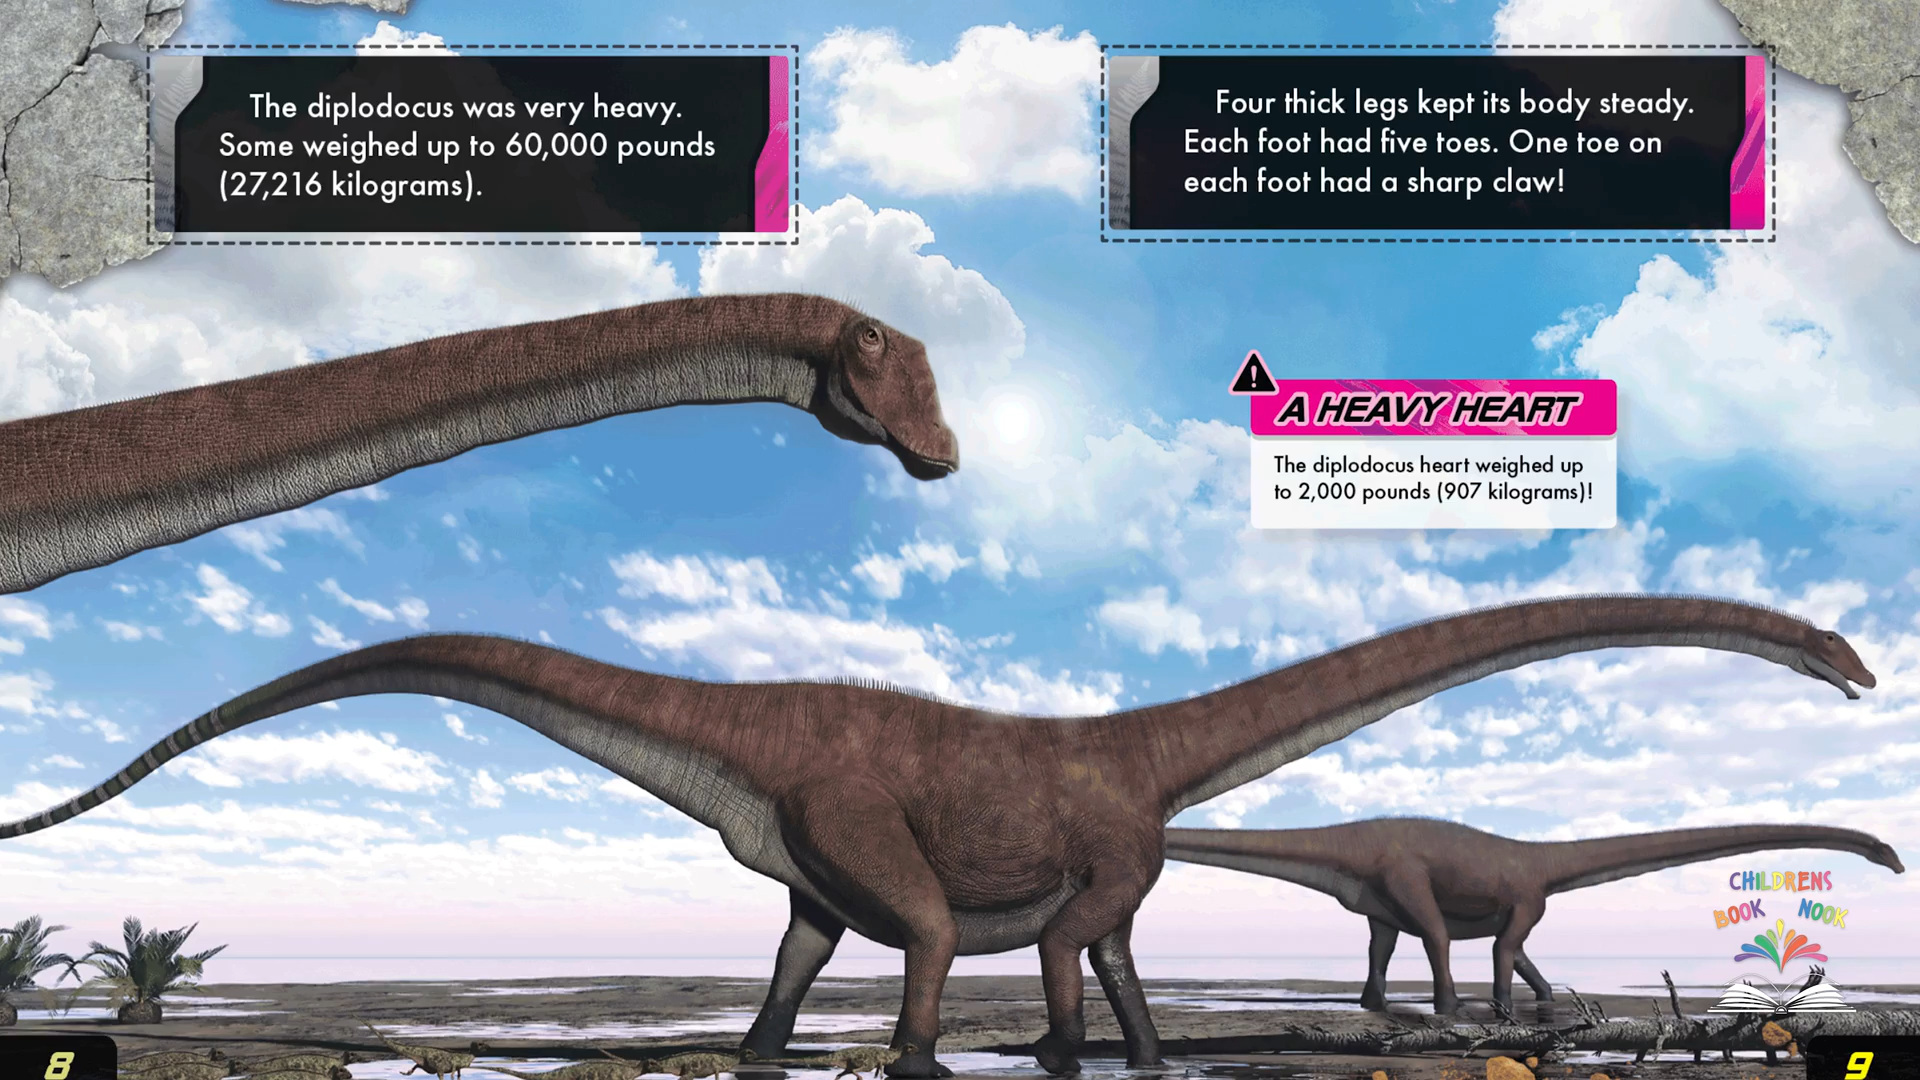 The diplodocus was very heavy.
Some weighed up to 60,000 pounds
(27,216 kilograms).
Four thick legs kept its body steady.
Each foot had five toes. One toe on
each foot had a sharp claw!
A HEAVY HEART
The diplodocus heart weighed up
to 2,000 pounds (907 kilograms)!
CHILDRENS
BOOK NOOK
8
9